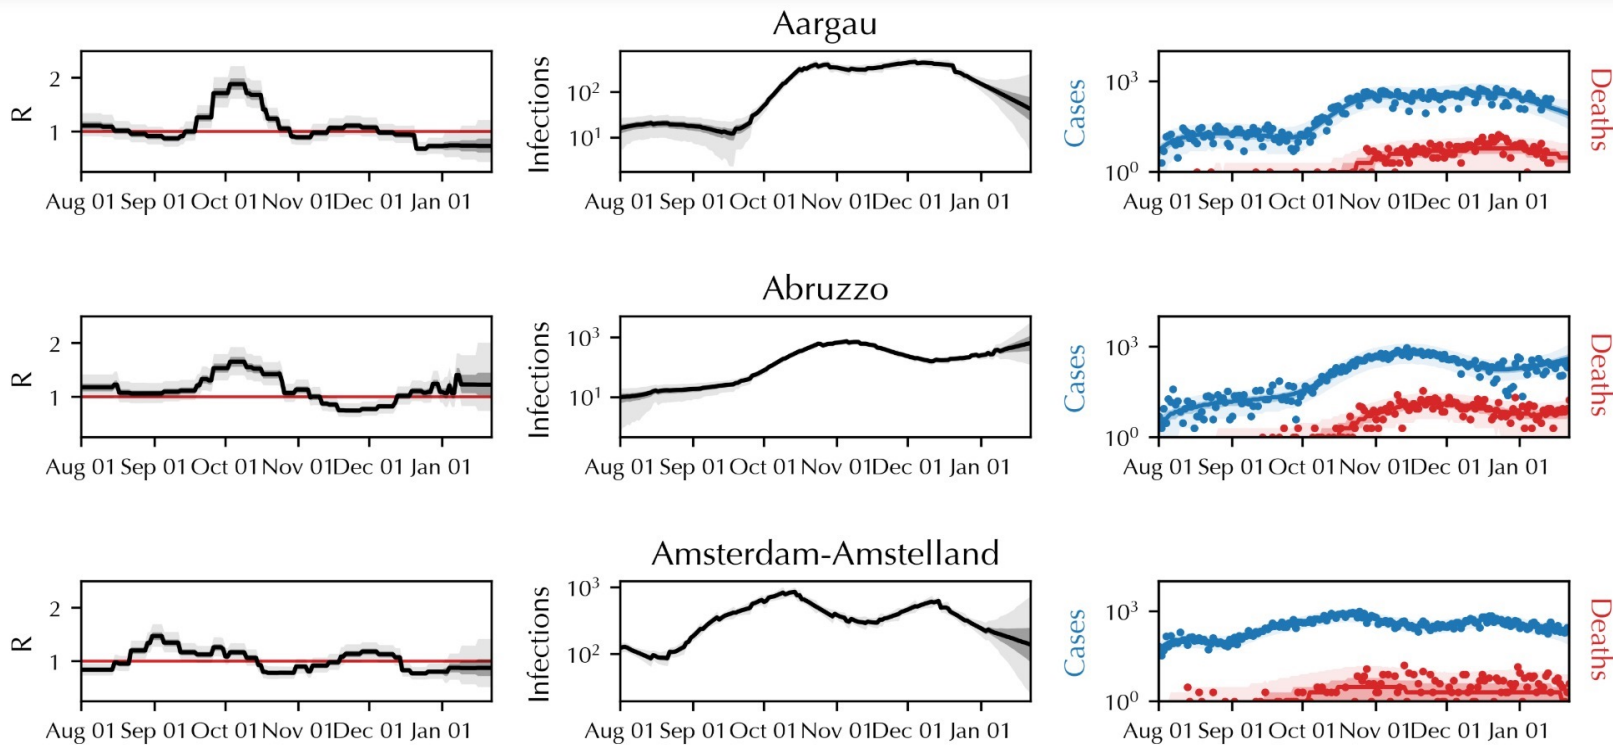 Aargau
R
2
1
Aug 01 Sep 01 Oct 01 Nov 01 Dec 01 Jan 01
Infections
10²
10¹
Aug 01 Sep 01 Oct 01 Nov 01 Dec 01 Jan 01
Cases
10³
10⁰
Deaths
Aug 01 Sep 01 Oct 01 Nov 01 Dec 01 Jan 01
Abruzzo
R
2
1
Aug 01 Sep 01 Oct 01 Nov 01 Dec 01 Jan 01
Infections
10³
10¹
Aug 01 Sep 01 Oct 01 Nov 01 Dec 01 Jan 01
Cases
10³
10⁰
Deaths
Aug 01 Sep 01 Oct 01 Nov 01 Dec 01 Jan 01
Amsterdam-Amstelland
R
2
1
Aug 01 Sep 01 Oct 01 Nov 01 Dec 01 Jan 01
Infections
10³
10²
Aug 01 Sep 01 Oct 01 Nov 01 Dec 01 Jan 01
Cases
10³
10⁰
Deaths
Aug 01 Sep 01 Oct 01 Nov 01 Dec 01 Jan 01